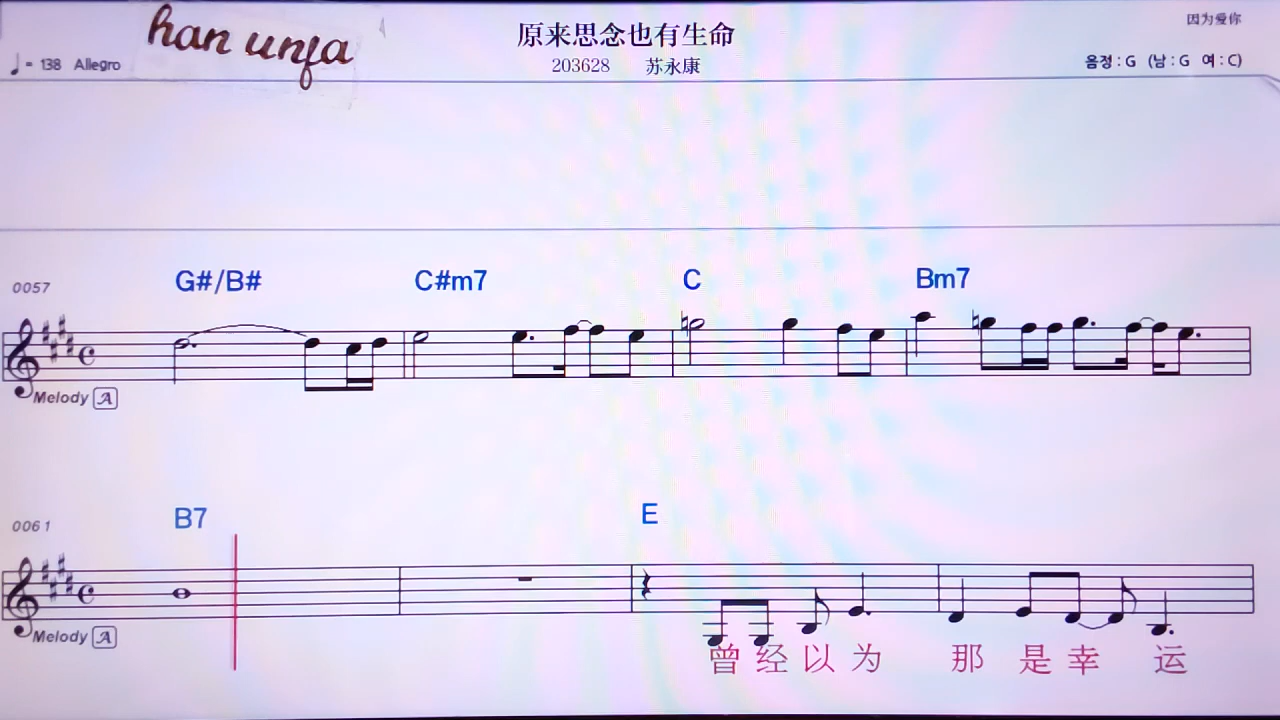 han unfa
原来思念也有生命
因为爱你
♩= 138 Allegro
203628 苏永康
음정 : G (남 : G 여 : C)
G#/B# C#m7 C Bm7
0057
Melody A
B7 E
0061
Melody A
曾 经 以 为 那 是 幸 运